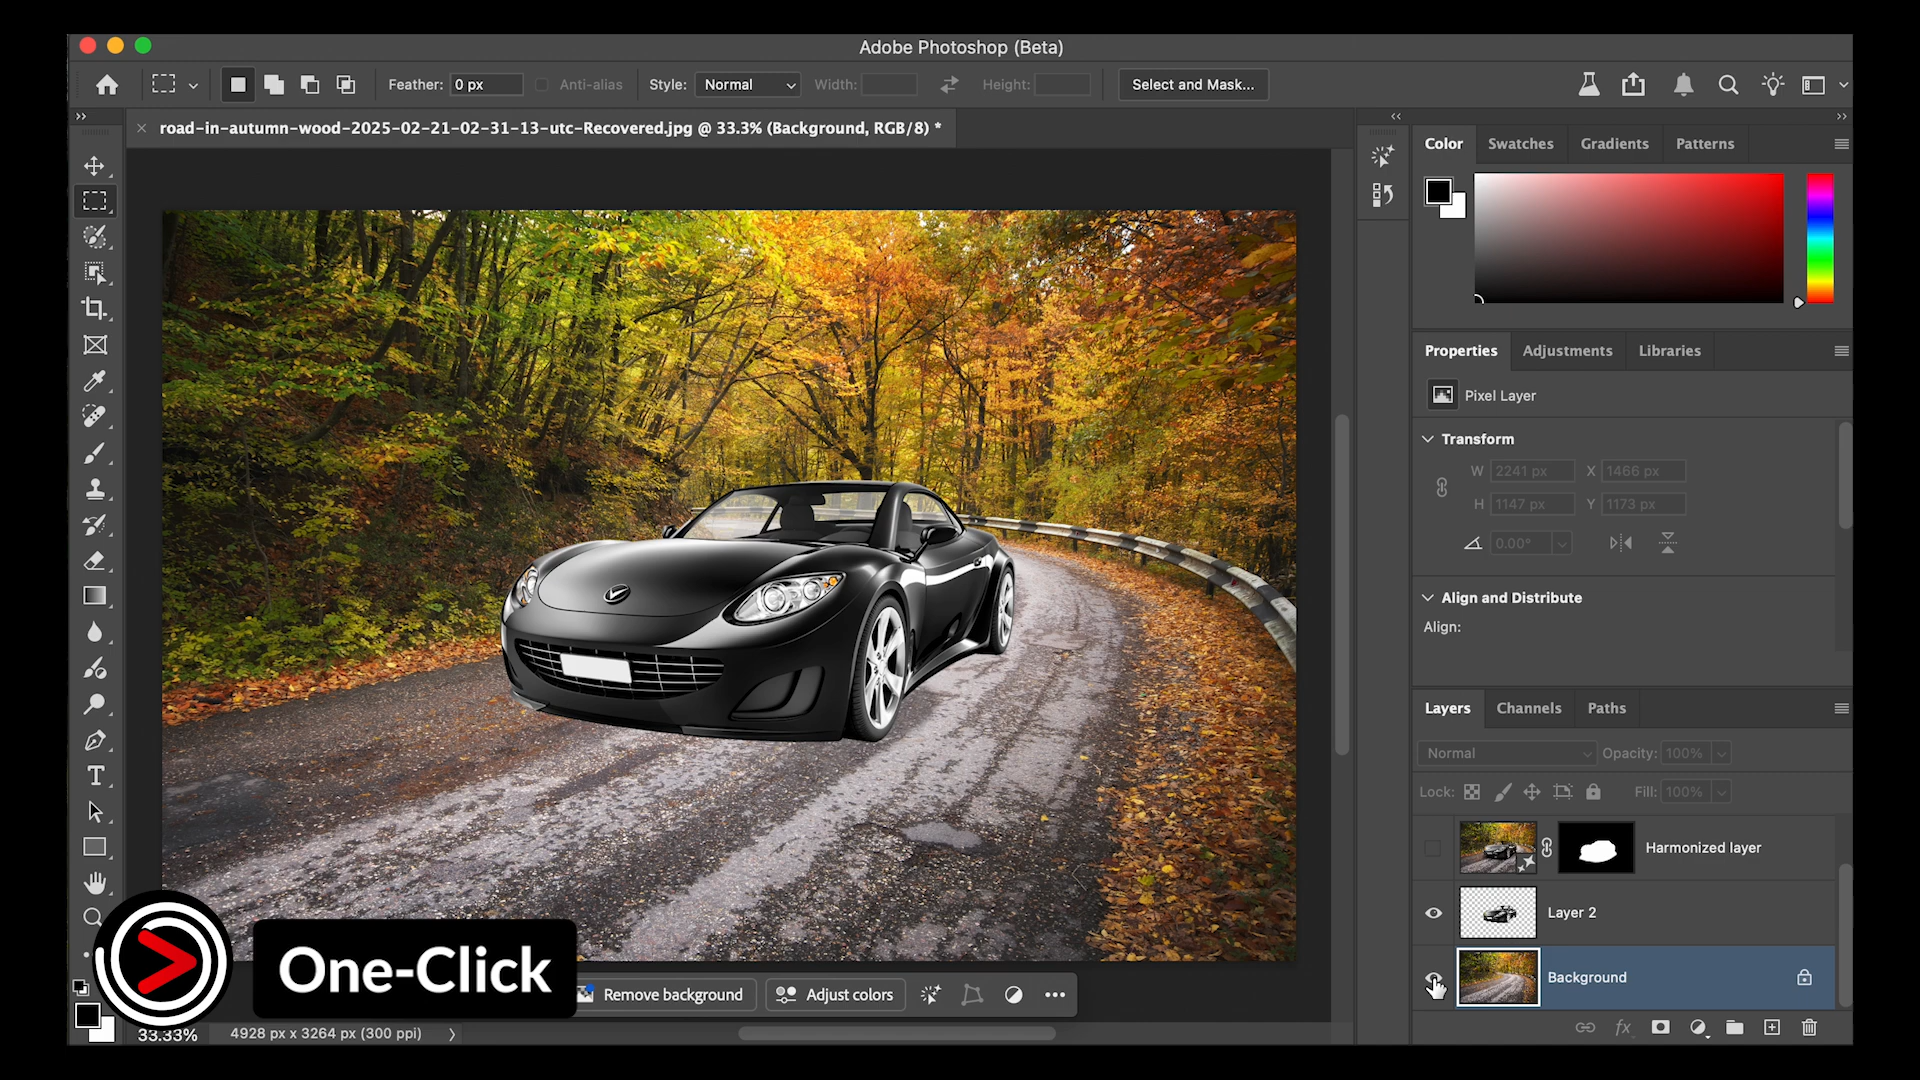 Adobe Photoshop (Beta)
Feather: 0 px Anti-alias Style: Normal Width: Height: Select and Mask...
road-in-autumn-wood-2025-02-21-02-31-13-utc-Recovered.jpg @ 33.3% (Background, RGB/8) *
Color Swatches Gradients Patterns
Properties Adjustments Libraries
Pixel Layer
Transform
W 2241 px X 1466 px
H 1147 px Y 1173 px
0.00°
Align and Distribute
Align:
Layers Channels Paths
Normal Opacity: 100%
Lock: Fill: 100%
Harmonized layer
Layer 2
Background
One-Click
Remove background Adjust colors
33.33% 4928 px x 3264 px (300 ppi)